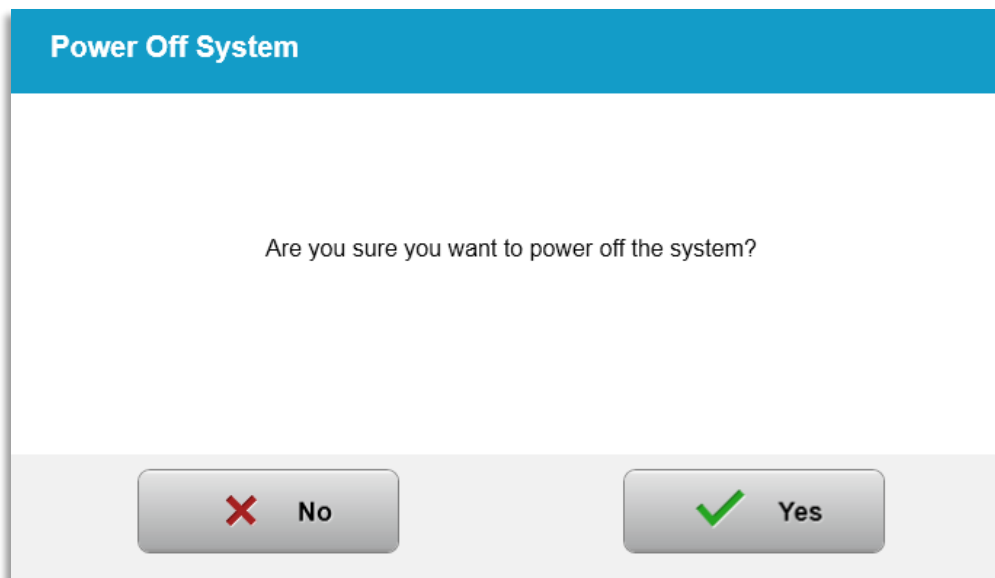 Power Off System
Are you sure you want to power off the system?
No
Yes